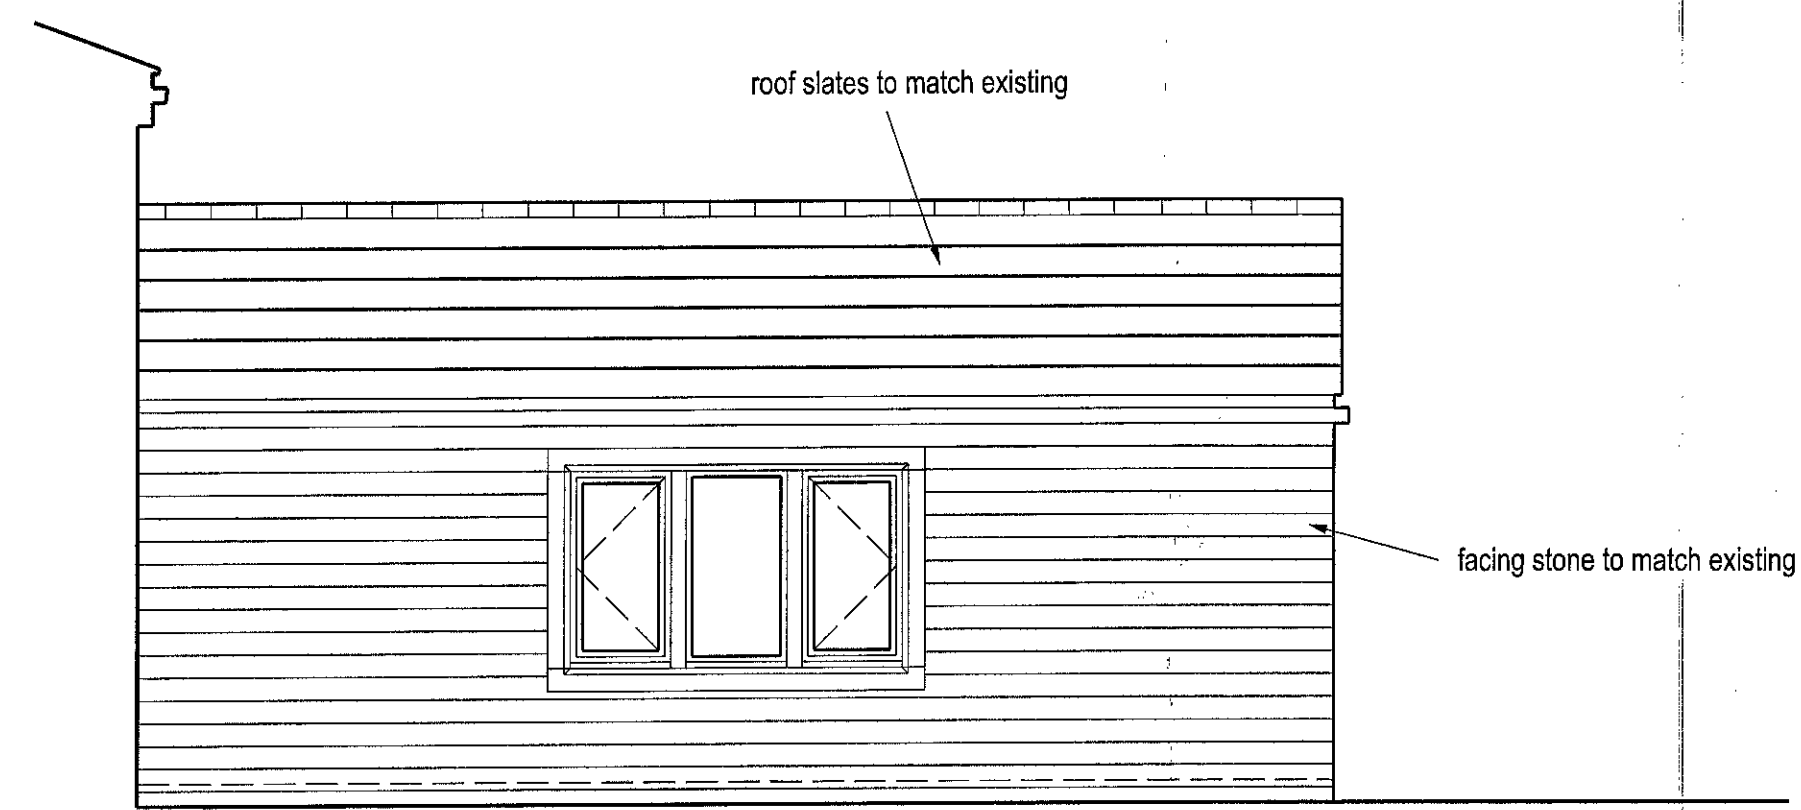 roof slates to match existing
facing stone to match existing